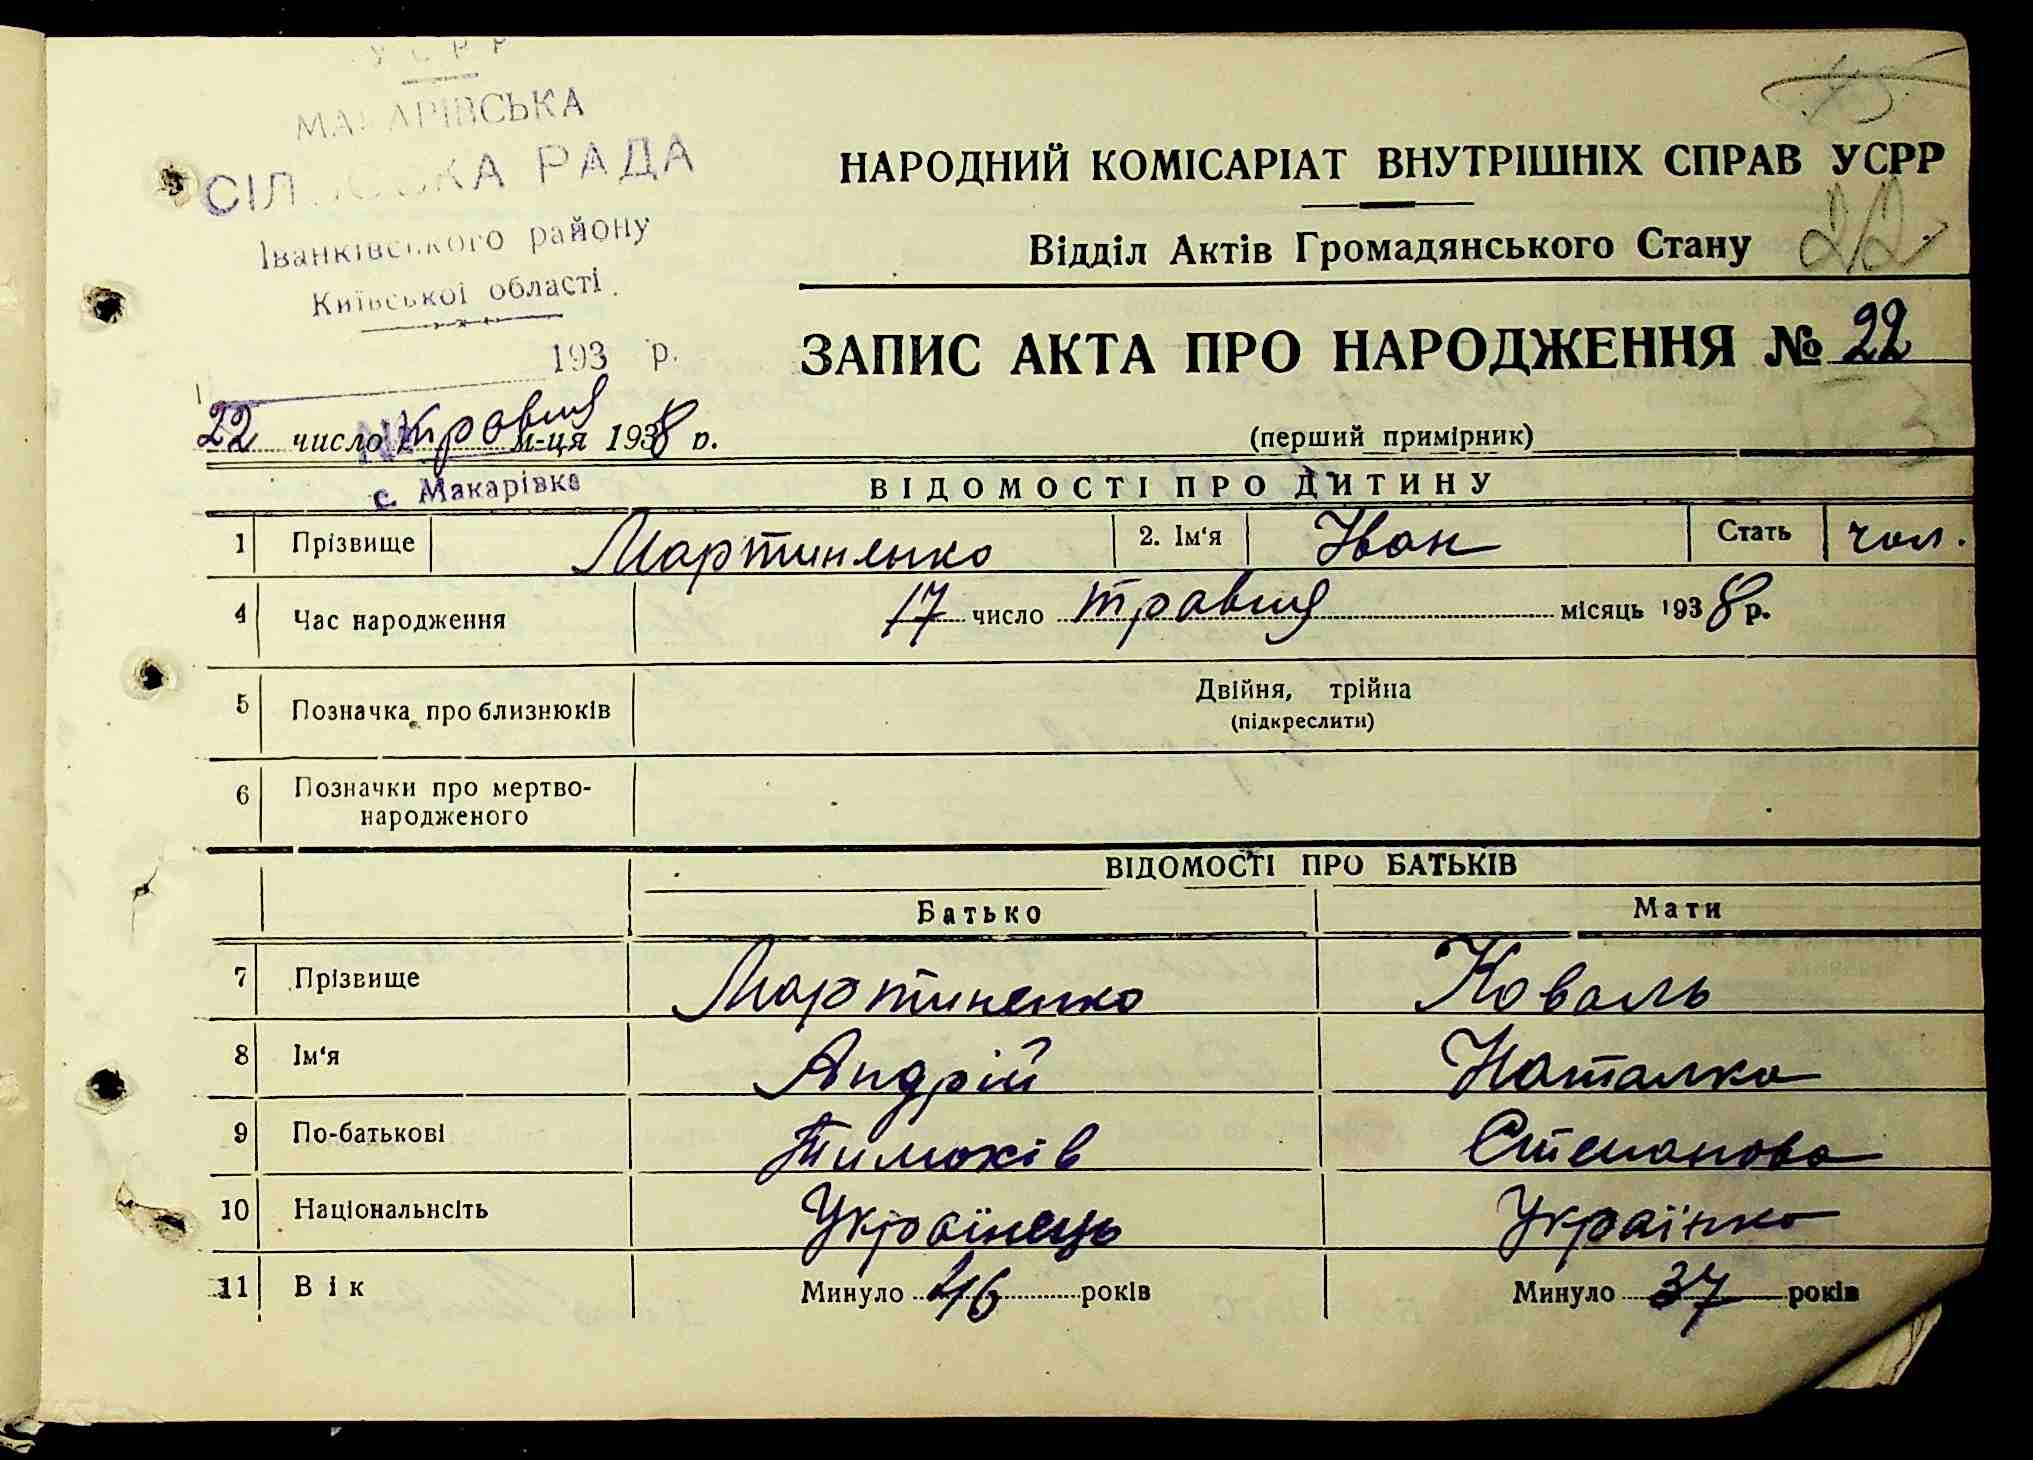 У С Р Р
МАКАРІВСЬКА
СІЛЬСЬКА РАДА
Іванківського району
Київської області.
193 р.
№
с. Макарівка
22 число травня м-ця 1938 р.
НАРОДНИЙ КОМІСАРІАТ ВНУТРІШНІХ СПРАВ УСРР
22
Відділ Актів Громадянського Стану
ЗАПИС АКТА ПРО НАРОДЖЕННЯ № 22
(перший примірник)
ВІДОМОСТІ ПРО ДИТИНУ
1 Прізвище Мартиненко 2. Ім‘я Іван Стать чол.
4 Час народження 17 число травня місяць 1938 р.
5 Позначка про близнюків Двійня, трійна
(підкреслити)
6 Позначки про мертво-
народженого
ВІДОМОСТІ ПРО БАТЬКІВ
Батько Мати
7 Прізвище Мартиненко Коваль
8 Ім‘я Андрій Наталка
9 По-батькові Тимохів Степанова
10 Національнсіть Українець Українка
11 Вік Минуло 46 років Минуло 37 років